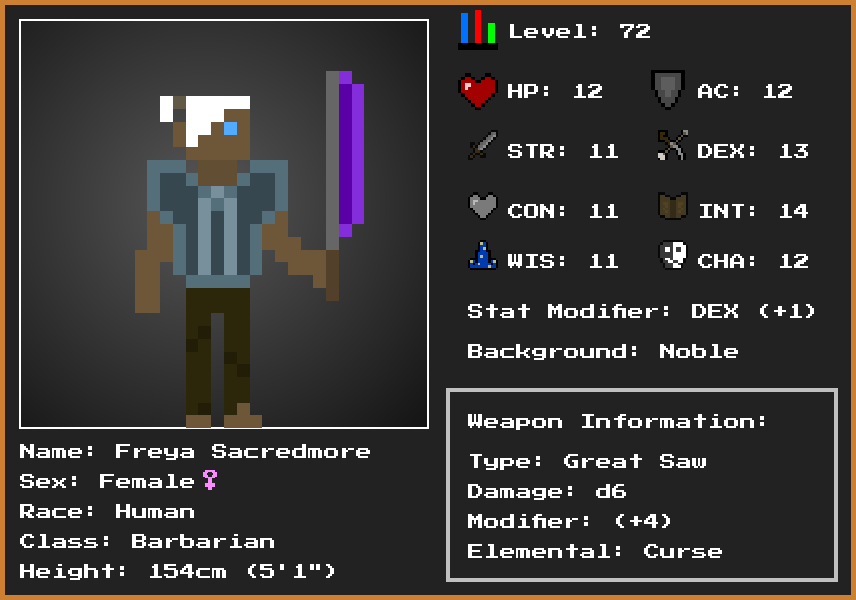 Level: 72
HP: 12
AC: 12
STR: 11
DEX: 13
CON: 11
INT: 14
WIS: 11
CHA: 12
Stat Modifier: DEX (+1)
Background: Noble
Weapon Information:
Type: Great Saw
Damage: d6
Modifier: (+4)
Elemental: Curse
Name: Freya Sacredmore
Sex: Female♀
Race: Human
Class: Barbarian
Height: 154cm (5'1")